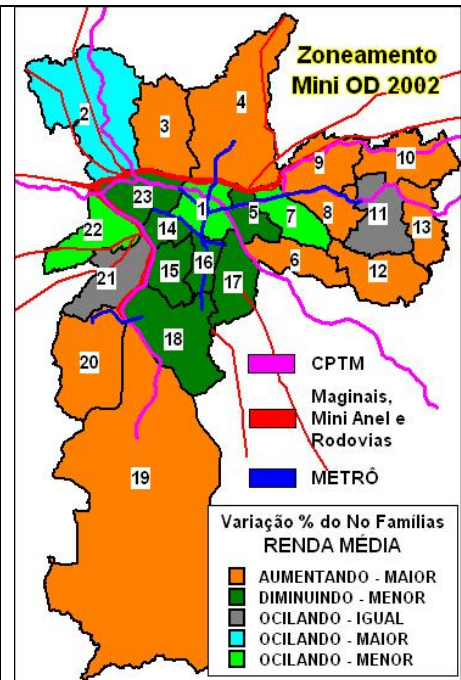 Zoneamento
Mini OD 2002
2
3
4
9
10
23
1
5
7
8
11
13
22
14
6
12
21
15
16
17
18
20
19
CPTM
Maginais,
Mini Anel e
Rodovias
METRÔ
Variação % do No Famílias
RENDA MÉDIA
AUMENTANDO - MAIOR
DIMINUINDO - MENOR
OCILANDO - IGUAL
OCILANDO - MAIOR
OCILANDO - MENOR